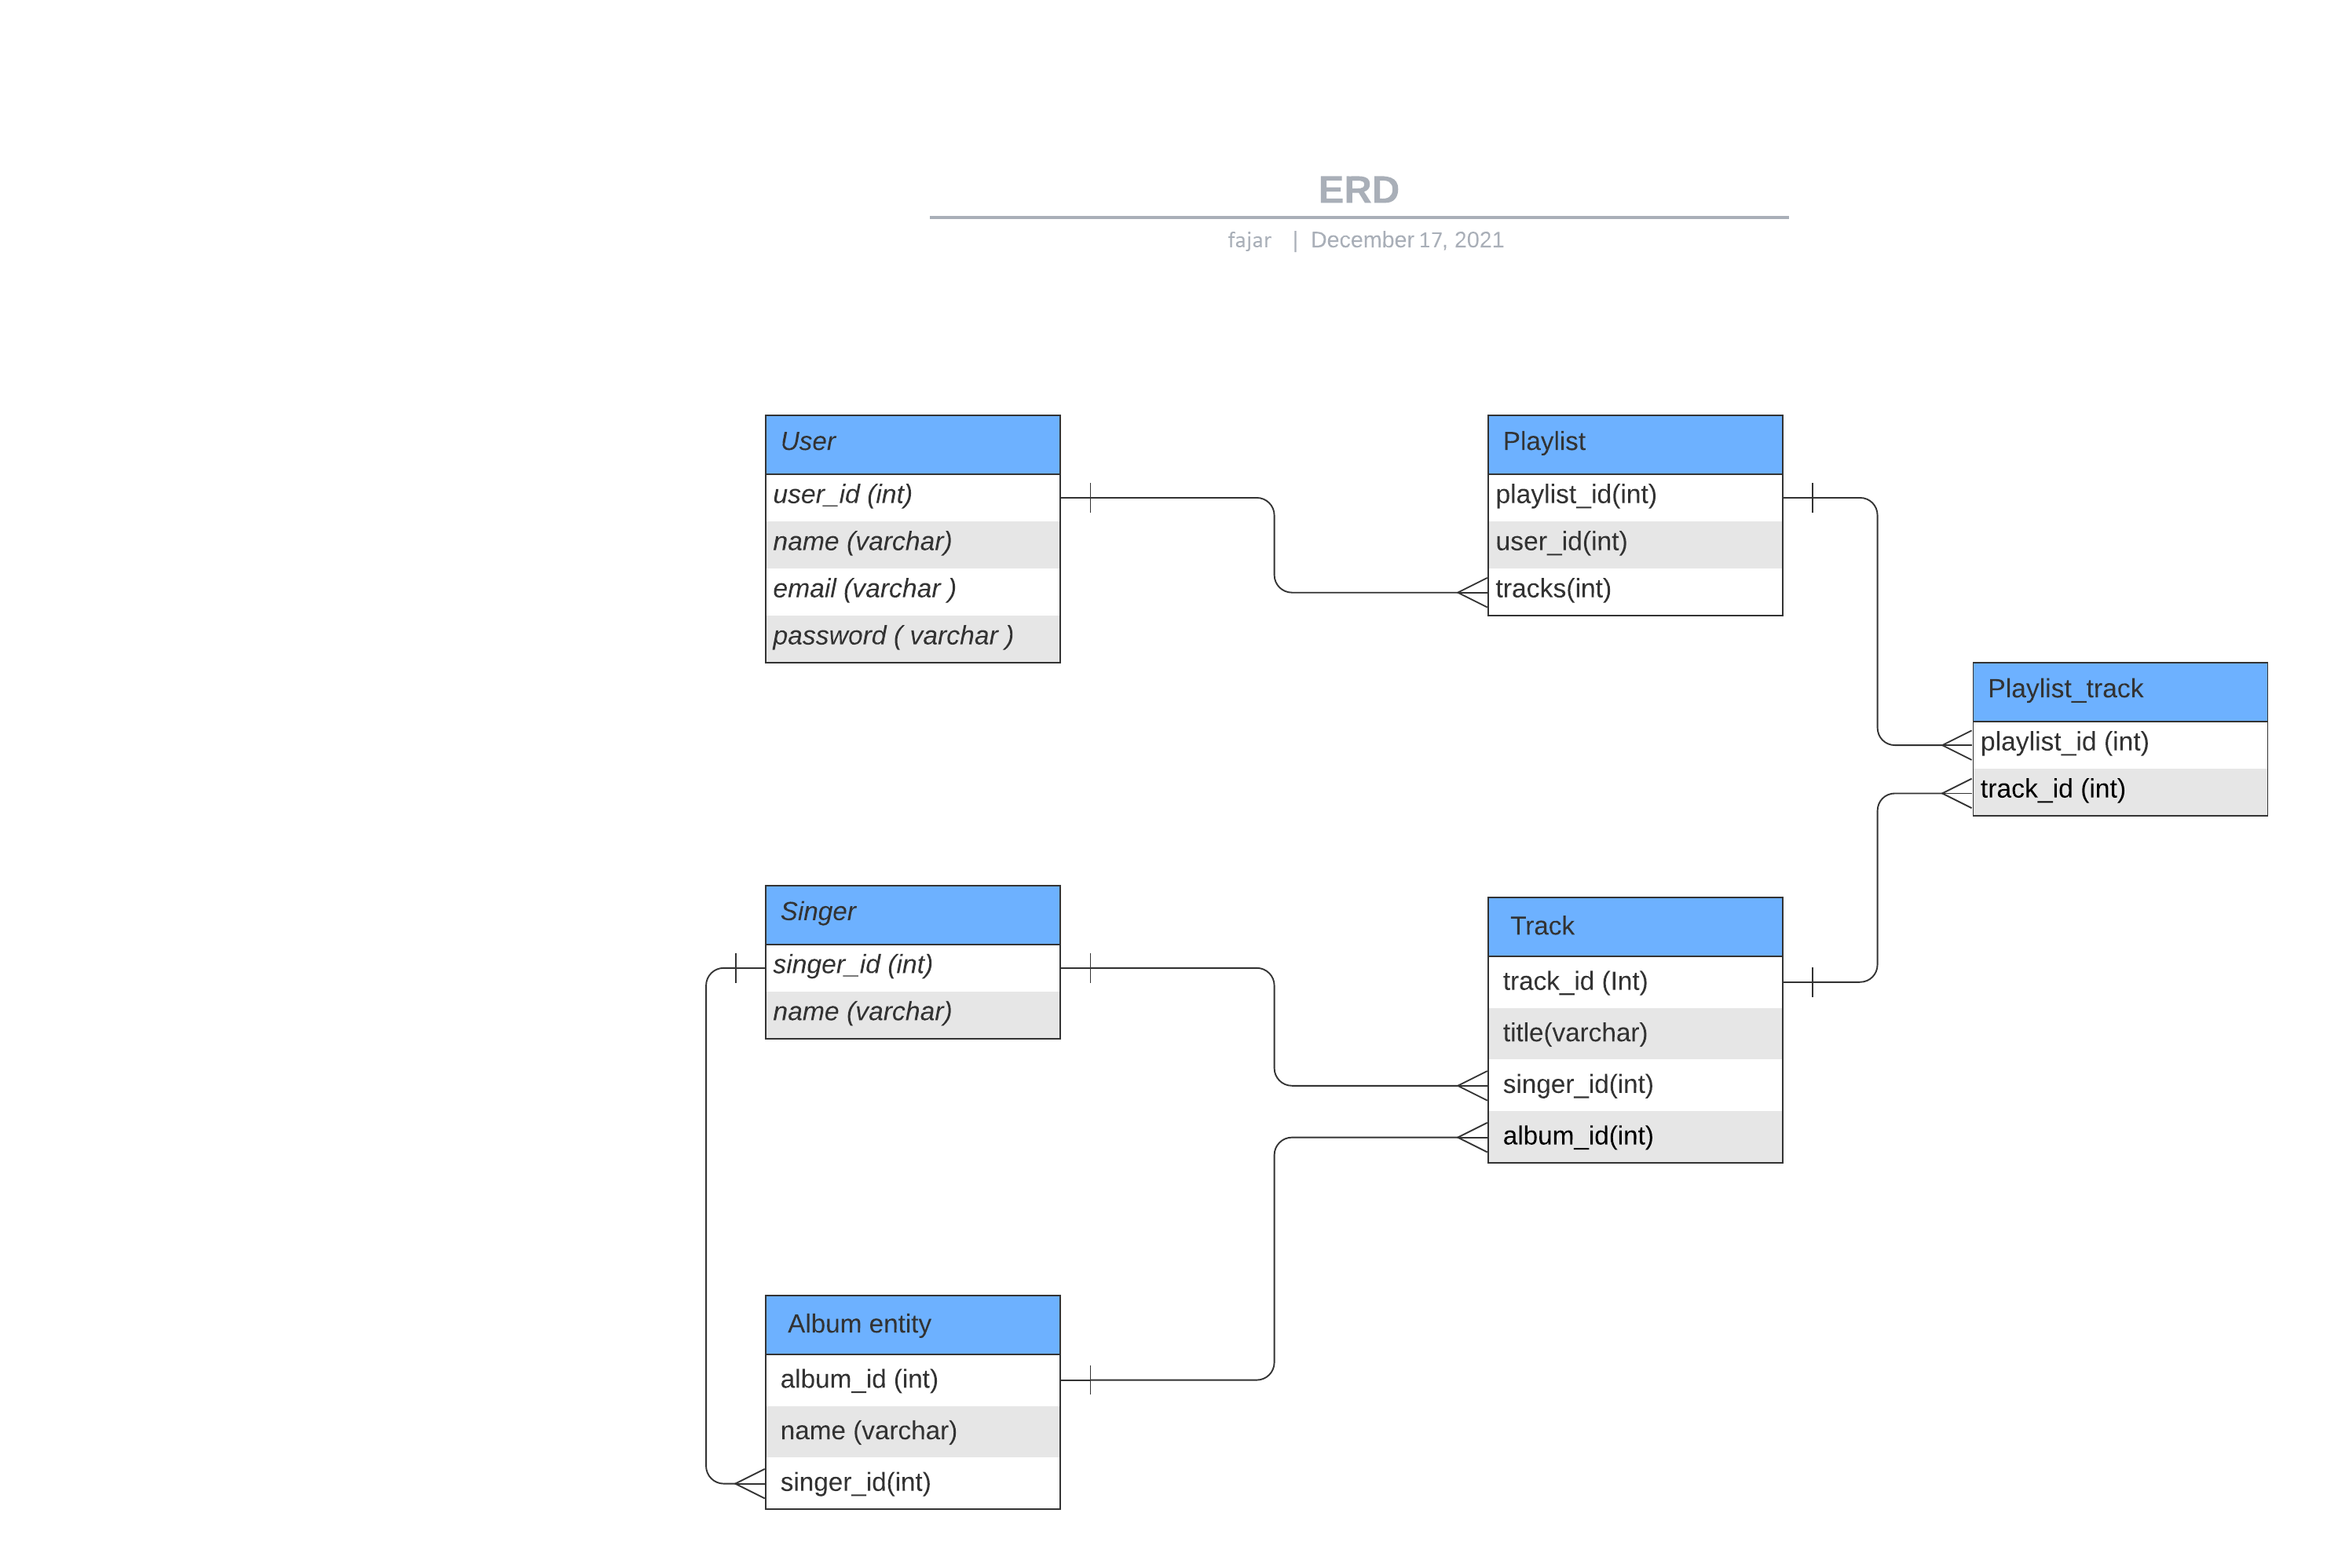 ERD
fajar | December 17, 2021
User
user_id (int)
name (varchar)
email (varchar )
password ( varchar )
Playlist
playlist_id(int)
user_id(int)
tracks(int)
Playlist_track
playlist_id (int)
track_id (int)
Singer
singer_id (int)
name (varchar)
Track
track_id (Int)
title(varchar)
singer_id(int)
album_id(int)
Album entity
album_id (int)
name (varchar)
singer_id(int)